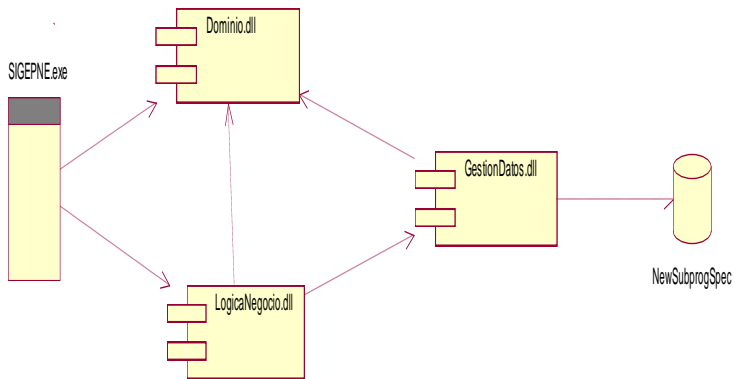 Dominio.dll
SIGEPNE.exe
GestionDatos.dll
NewSubprogSpec
LogicaNegocio.dll